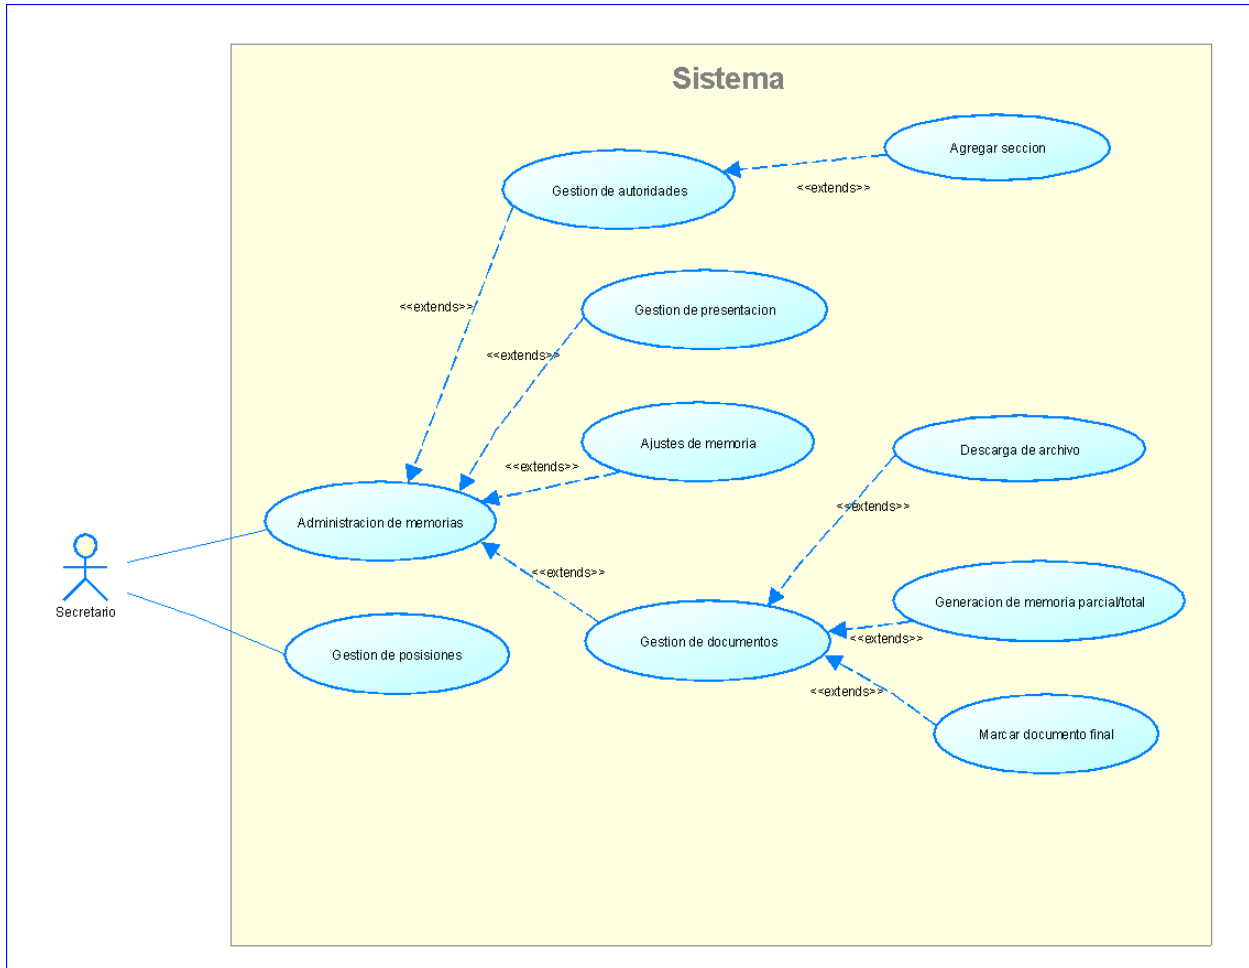 Sistema
Agregar seccion
Gestion de autoridades
<<extends>>
<<extends>>
Gestion de presentacion
<<extends>>
Ajustes de memoria
Descarga de archivo
<<extends>>
<<extends>>
Administracion de memorias
<<extends>>
Generacion de memoria parcial/total
Secretario
<<extends>>
Gestion de documentos
Gestion de posisiones
<<extends>>
Marcar documento final